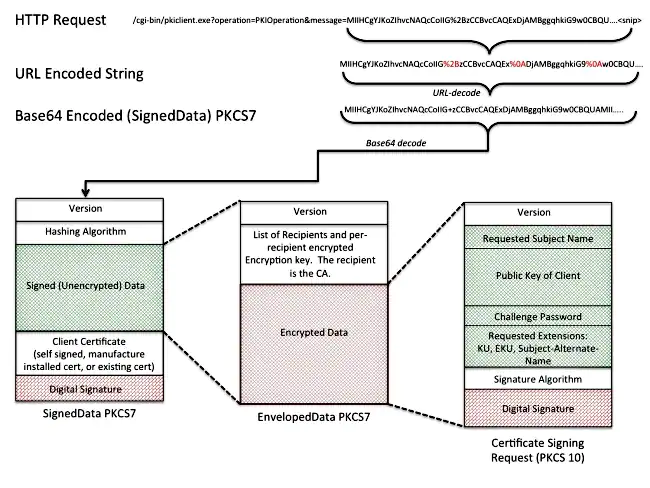 HTTP Request
/cgi-bin/pkiclient.exe?operation=PKIOperation&message=MIIHCgYJKoZIhvcNAQcCoIIG%2BzCCBvcCAQExDjAMBggqhkiG9w0CBQU....<snip>
URL Encoded String
MIIHCgYJKoZIhvcNAQcCoIIG%2BzCCBvcCAQEx%0ADjAMBggqhkiG9%0Aw0CBQU....
URL-decode
Base64 Encoded (SignedData) PKCS7
MIIHCgYJKoZIhvcNAQcCoIIG+zCCBvcCAQExDjAMBggqhkiG9w0CBQUAMII.....
Base64 decode
Version
Hashing Algorithm
Signed (Unencrypted) Data
Client Certificate
(self signed, manufacture
installed cert, or existing cert)
Digital Signature
SignedData PKCS7
Version
List of Recipients and per-
recipient encrypted
Encryption key. The recipient
is the CA.
Encrypted Data
EnvelopedData PKCS7
Version
Requested Subject Name
Public Key of Client
Challenge Password
Requested Extensions:
KU, EKU, Subject-Alternate-
Name
Signature Algorithm
Digital Signature
Certificate Signing
Request (PKCS 10)